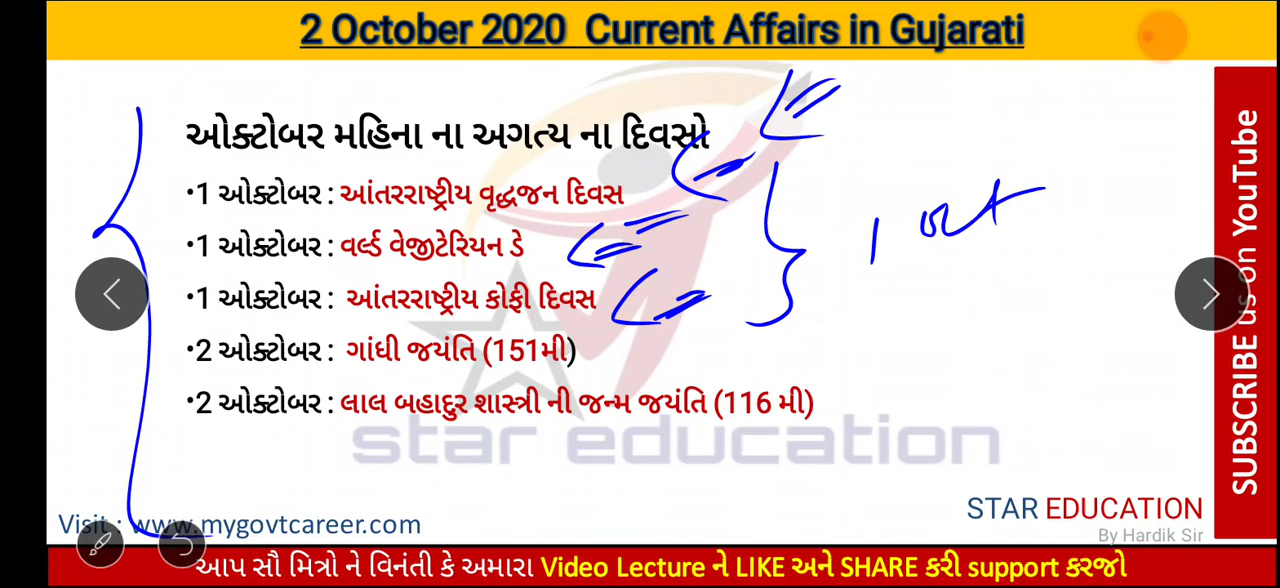 2 October 2020 Current Affairs in Gujarati
ઓક્ટોબર મહિના ના અગત્ય ના દિવસો
•1 ઓક્ટોબર : આંતરરાષ્ટ્રીય વૃદ્ધજન દિવસ
•1 ઓક્ટોબર : વર્લ્ડ વેજીટેરિયન ડે
•1 ઓક્ટોબર : આંતરરાષ્ટ્રીય કોફી દિવસ
•2 ઓક્ટોબર : ગાંધી જયંતિ (151મી)
•2 ઓક્ટોબર : લાલ બહાદુર શાસ્ત્રી ની જન્મ જયંતિ (116 મી)
1 oct
star education
STAR EDUCATION
By Hardik Sir
Visit : www.mygovtcareer.com
SUBSCRIBE us on YouTube
આપ સૌ મિત્રો ને વિનંતી કે અમારા Video Lecture ને LIKE અને SHARE કરી support કરજો